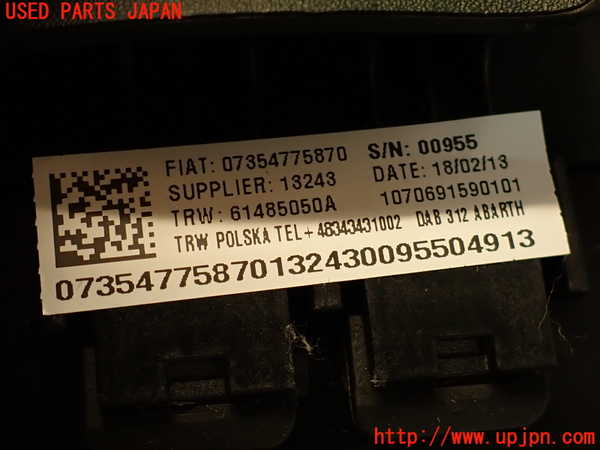 USED PARTS JAPAN
FIAT: 07354775870 S/N: 00955
SUPPLIER: 13243 DATE: 18/02/13
TRW: 61485050A 1070691590101
TRW POLSKA TEL+48343431002 DAB 312 ABARTH
07354775870132430095504913
http://www.upjpn.com/